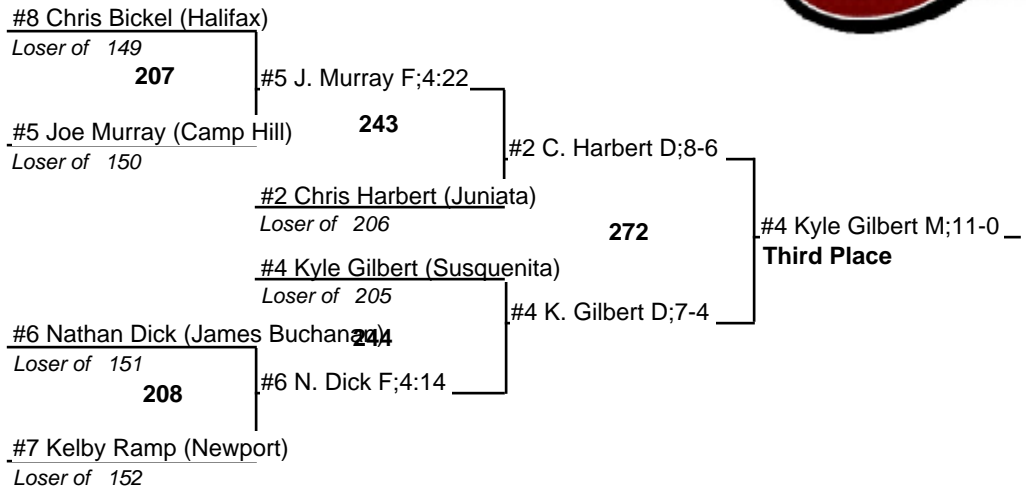 #8 Chris Bickel (Halifax)
Loser of 149
207
#5 J. Murray F;4:22
#5 Joe Murray (Camp Hill)
Loser of 150
243
#2 C. Harbert D;8-6
#2 Chris Harbert (Juniata)
Loser of 206
272
#4 Kyle Gilbert M;11-0
Third Place
#4 Kyle Gilbert (Susquenita)
Loser of 205
#4 K. Gilbert D;7-4
#6 Nathan Dick (James Buchanan)
244
Loser of 151
208
#6 N. Dick F;4:14
#7 Kelby Ramp (Newport)
Loser of 152